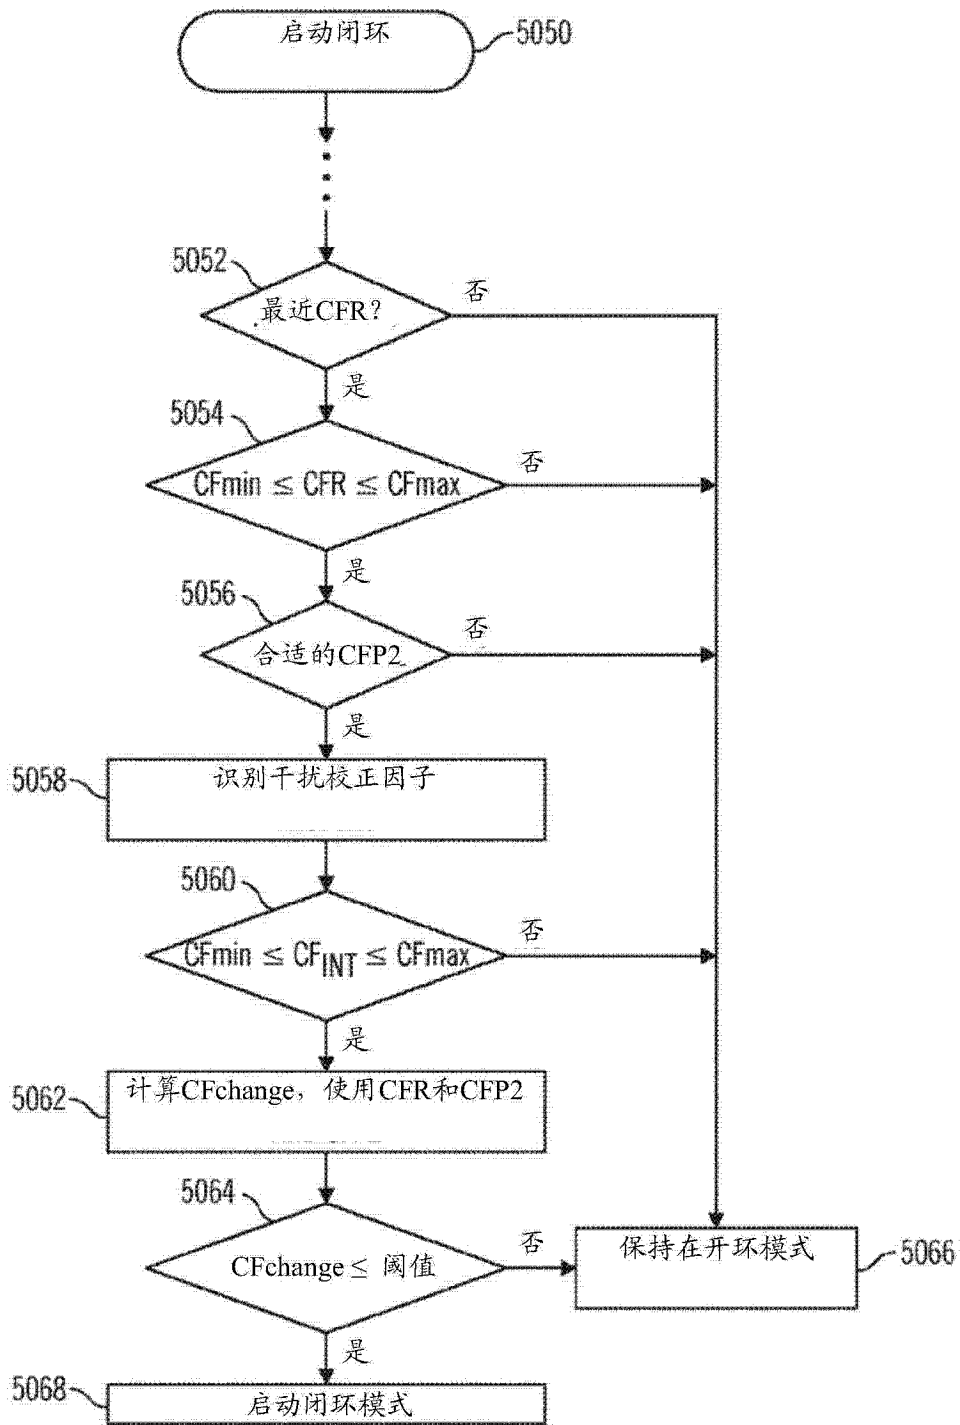 启动闭环
5050
5052
最近CFR?
否
是
5054
CFmin ≤ CFR ≤ CFmax
否
是
5056
合适的CFP2
否
是
5058
识别干扰校正因子
5060
CFmin ≤ CFINT ≤ CFmax
否
是
5062
计算CFchange, 使用CFR和CFP2
5064
CFchange ≤ 阈值
否
保持在开环模式
5066
是
5068
启动闭环模式